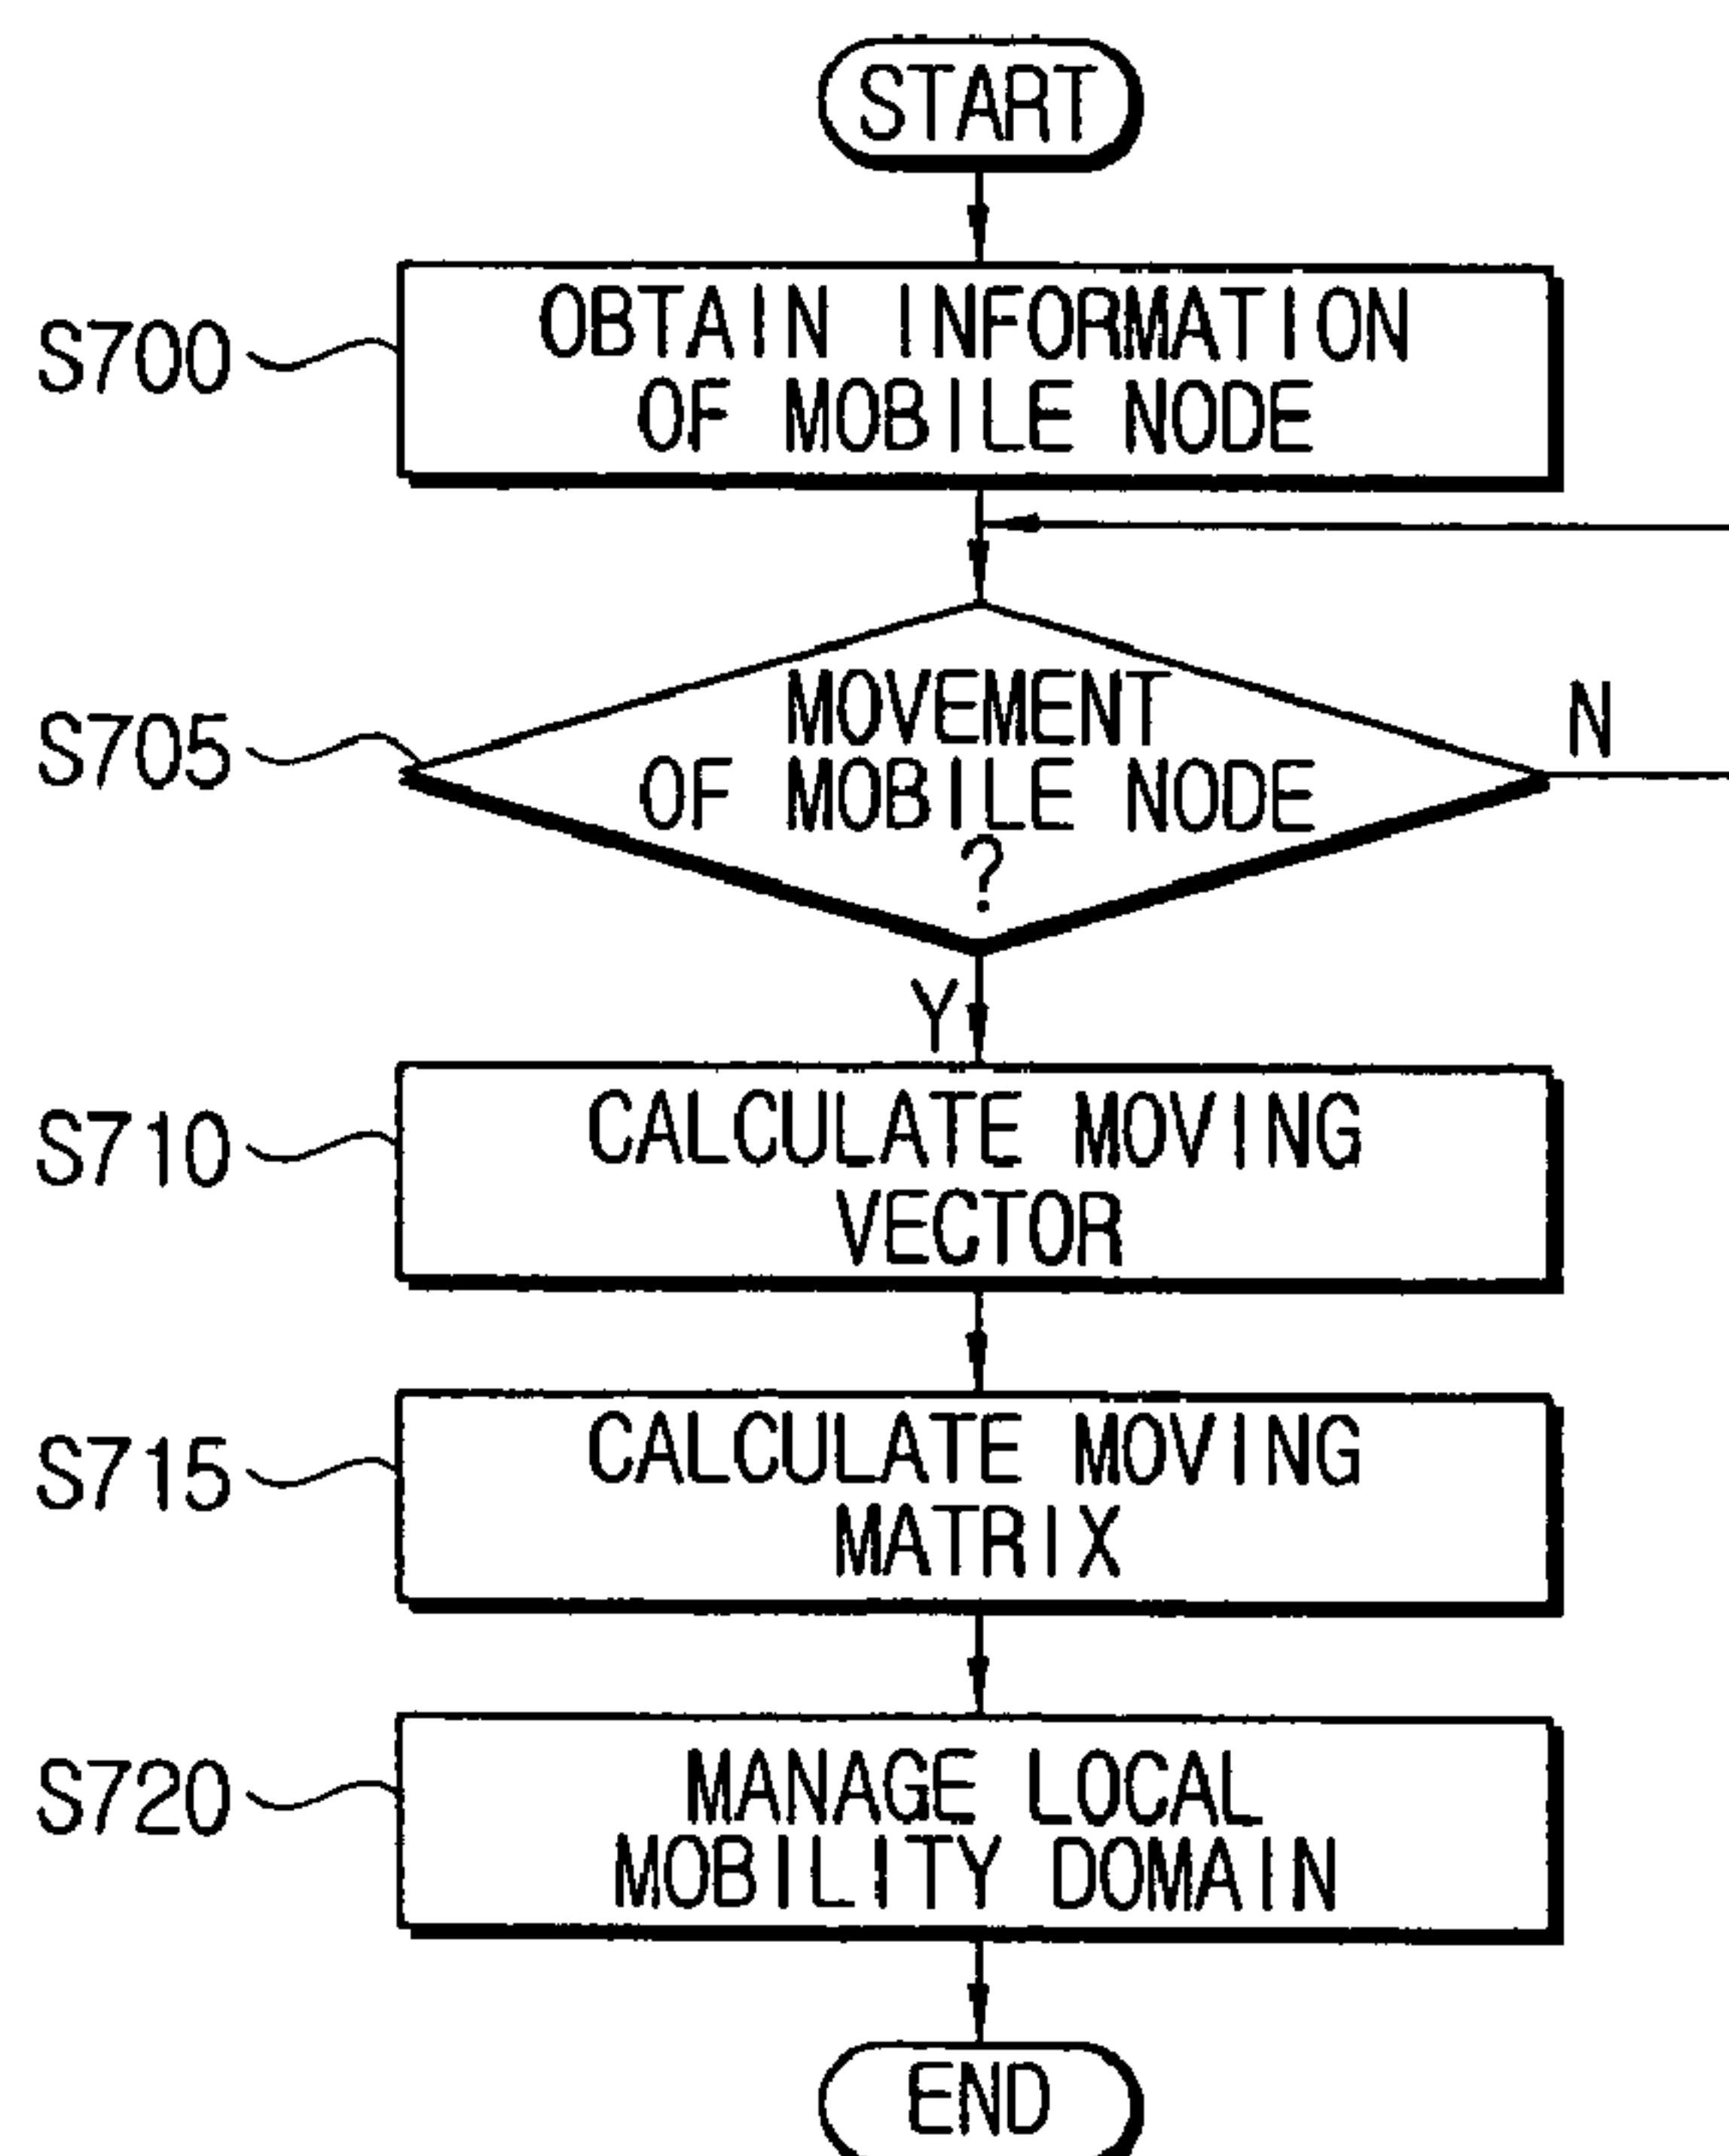 START
S700
OBTAIN INFORMATION
OF MOBILE NODE
S705
MOVEMENT
OF MOBILE NODE
?
N
Y
S710
CALCULATE MOVING
VECTOR
S715
CALCULATE MOVING
MATRIX
S720
MANAGE LOCAL
MOBILITY DOMAIN
END